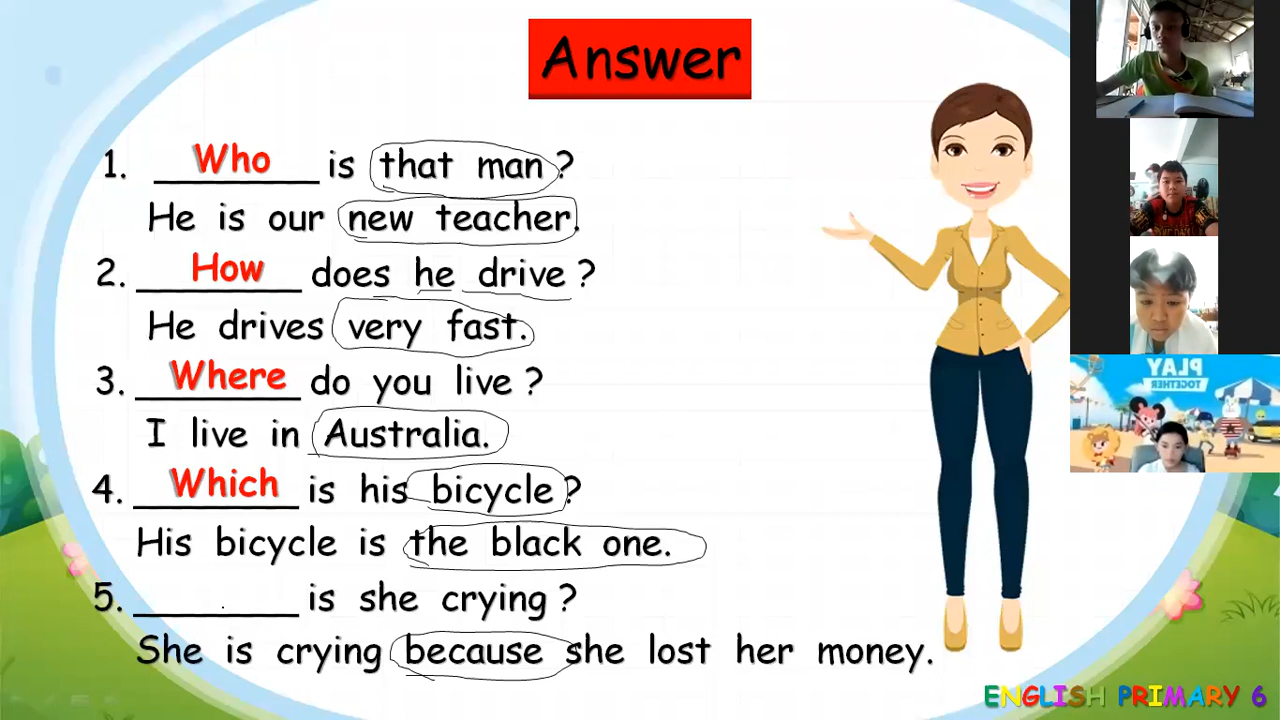 Answer
1. Who is that man ?
He is our new teacher.
2. How does he drive ?
He drives very fast.
3. Where do you live ?
I live in Australia.
4. Which is his bicycle ?
His bicycle is the black one.
5. ________ is she crying ?
She is crying because she lost her money.
PLAY
TOGETHER
ENGLISH PRIMARY 6